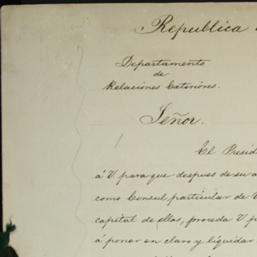 Republica
Departamento
de
Relaciones Exteriores.
Señor.
El Presid
á V. para que despues de su a
como Consul particular de V
capital de ellas, proceda V. p
á poner en claro y liquidar